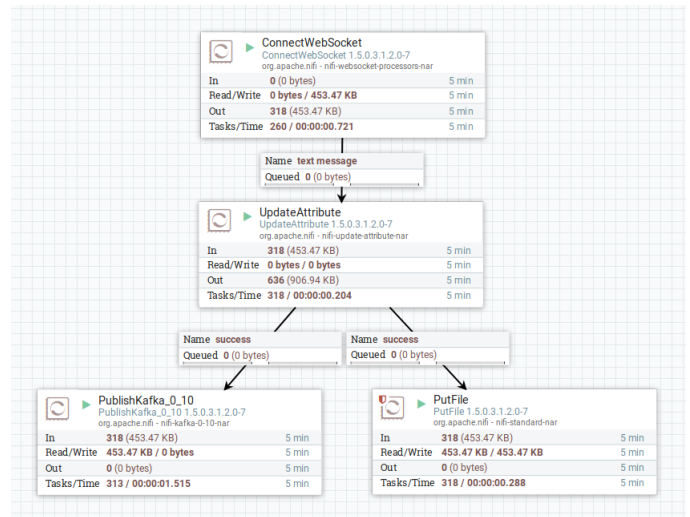 ConnectWebSocket
ConnectWebSocket 1.5.0.3.1.2.0-7
org.apache.nifi - nifi-websocket-processors-nar
In 0 (0 bytes) 5 min
Read/Write 0 bytes / 453.47 KB 5 min
Out 318 (453.47 KB) 5 min
Tasks/Time 260 / 00:00:00.721 5 min
Name text message
Queued 0 (0 bytes)
UpdateAttribute
UpdateAttribute 1.5.0.3.1.2.0-7
org.apache.nifi - nifi-update-attribute-nar
In 318 (453.47 KB) 5 min
Read/Write 0 bytes / 0 bytes 5 min
Out 636 (906.94 KB) 5 min
Tasks/Time 318 / 00:00:00.204 5 min
Name success
Queued 0 (0 bytes)
Name success
Queued 0 (0 bytes)
PublishKafka_0_10
PublishKafka_0_10 1.5.0.3.1.2.0-7
org.apache.nifi - nifi-kafka-0-10-nar
In 318 (453.47 KB) 5 min
Read/Write 453.47 KB / 0 bytes 5 min
Out 0 (0 bytes) 5 min
Tasks/Time 313 / 00:00:01.515 5 min
PutFile
PutFile 1.5.0.3.1.2.0-7
org.apache.nifi - nifi-standard-nar
In 318 (453.47 KB) 5 min
Read/Write 453.47 KB / 453.47 KB 5 min
Out 0 (0 bytes) 5 min
Tasks/Time 318 / 00:00:00.288 5 min